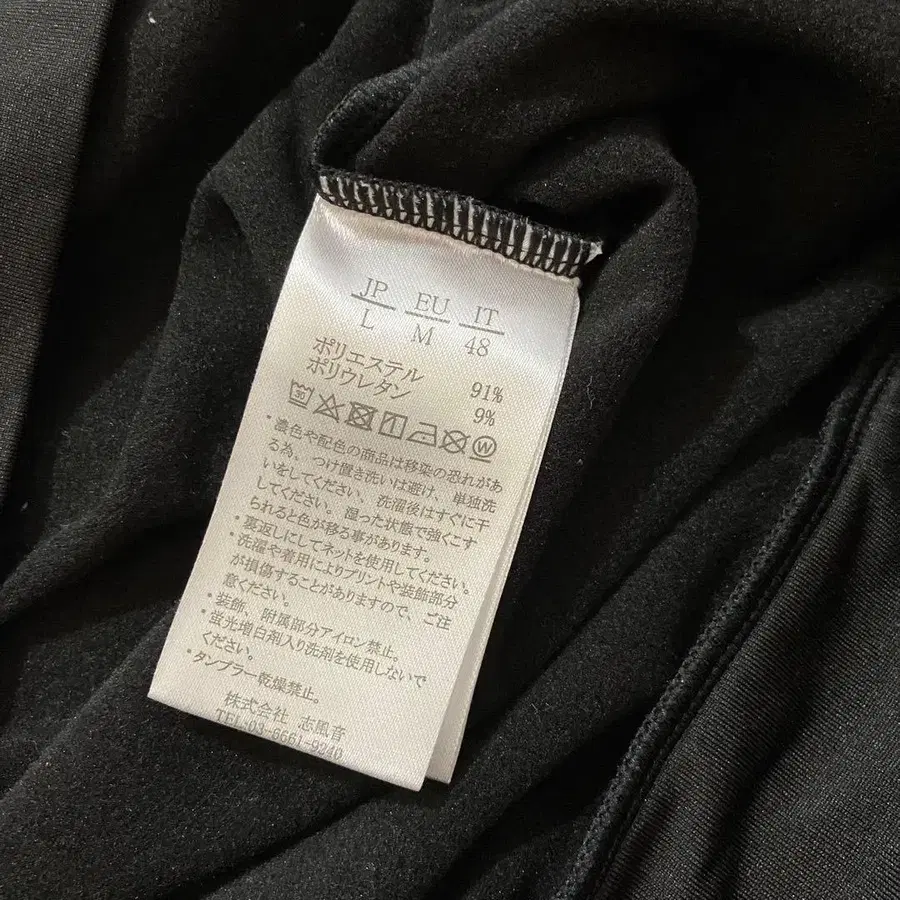 JP EU IT
L M 48
ポリエステル 91%
ポリウレタン 9%
30 W
・濃色や配色の商品は移染の恐れがあ
る為、つけ置き洗いは避け、単独洗
いをしてください。洗濯後はすぐに干
してください。湿った状態で強くこす
られると色が移る事があります。
・裏返しにしてネットを使用してください。
・洗濯や着用によりプリントや装飾部分
が損傷することがありますので、ご注
意ください。
・装飾、附属部分アイロン禁止。
・蛍光増白剤入り洗剤を使用しないで
ください。
・タンブラー乾燥禁止。
株式会社 志風音
TEL:03-6661-9240